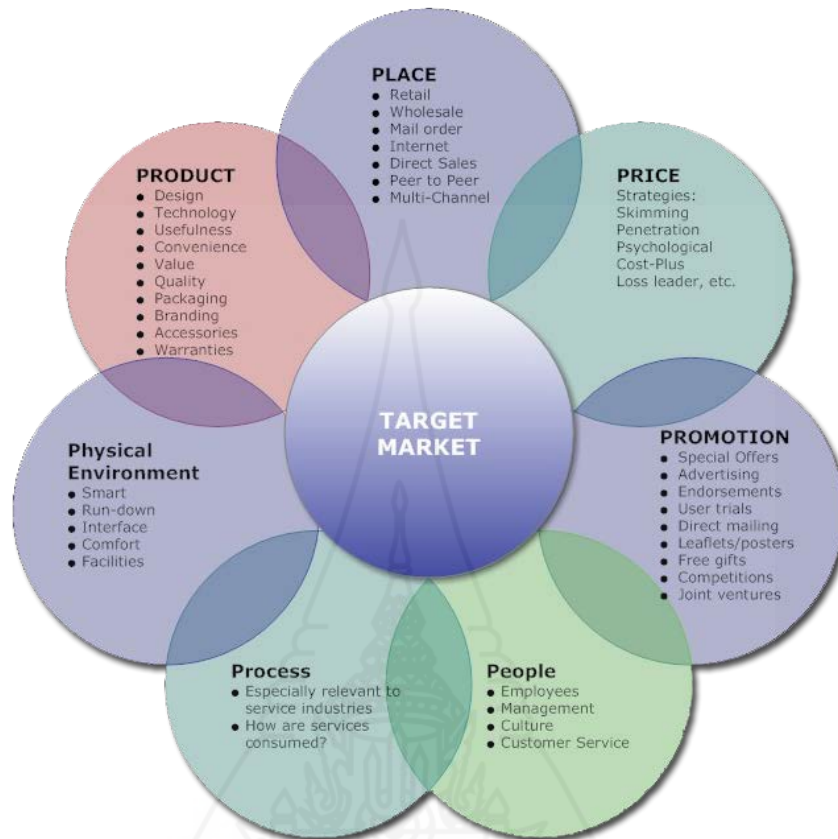 PLACE
● Retail
● Wholesale
● Mail order
● Internet
● Direct Sales
● Peer to Peer
● Multi-Channel
PRODUCT
● Design
● Technology
● Usefulness
● Convenience
● Value
● Quality
● Packaging
● Branding
● Accessories
● Warranties
PRICE
Strategies:
Skimming
Penetration
Psychological
Cost-Plus
Loss leader, etc.
TARGET
MARKET
Physical
Environment
● Smart
● Run-down
● Interface
● Comfort
● Facilities
PROMOTION
● Special Offers
● Advertising
● Endorsements
● User trials
● Direct mailing
● Leaflets/posters
● Free gifts
● Competitions
● Joint ventures
Process
● Especially relevant to
service industries
● How are services
consumed?
People
● Employees
● Management
● Culture
● Customer Service